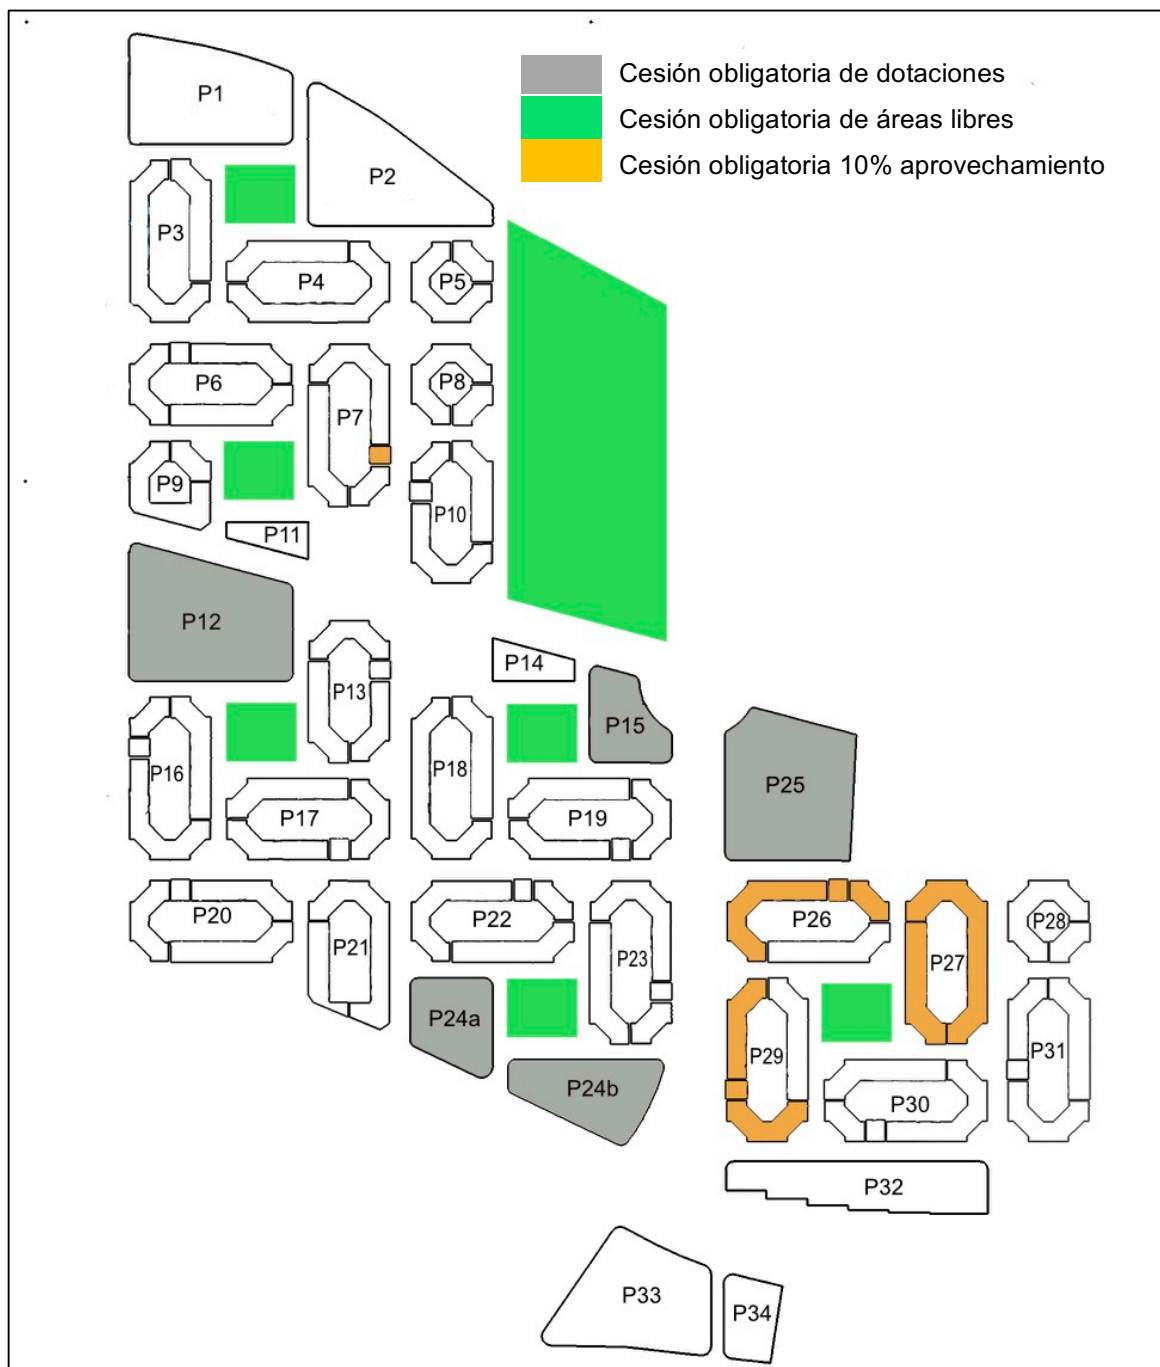 Cesión obligatoria de dotaciones
Cesión obligatoria de áreas libres
Cesión obligatoria 10% aprovechamiento
P1
P2
P3
P4
P5
P6
P7
P8
P9
P10
P11
P12
P13
P14
P15
P16
P17
P18
P19
P20
P21
P22
P23
P24a
P24b
P25
P26
P27
P28
P29
P30
P31
P32
P33
P34